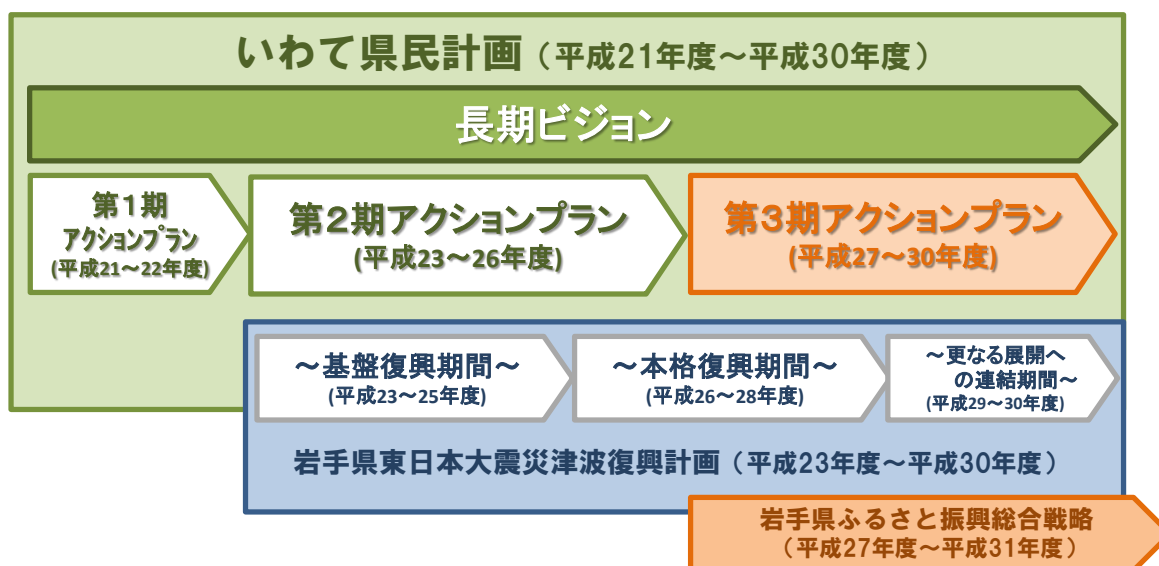 いわて県民計画（平成21年度～平成30年度）
長期ビジョン
第１期
アクションプラン
(平成21～22年度)
第２期アクションプラン
(平成23～26年度)
第３期アクションプラン
(平成27～30年度)
～基盤復興期間～
(平成23～25年度)
～本格復興期間～
(平成26～28年度)
～更なる展開へ
の連結期間～
(平成29～30年度)
岩手県東日本大震災津波復興計画（平成23年度～平成30年度）
岩手県ふるさと振興総合戦略
（平成27年度～平成31年度）